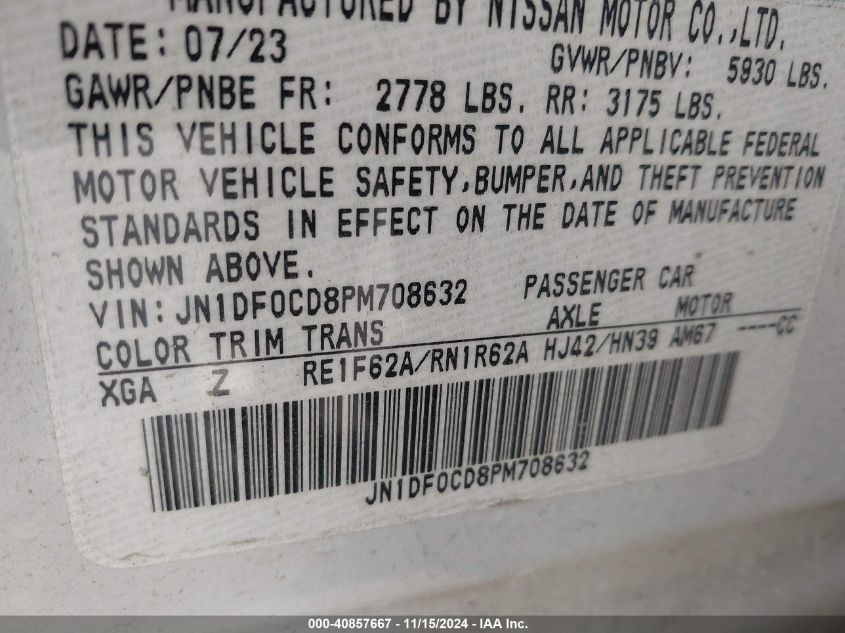 MANUFACTURED BY NISSAN MOTOR CO.,LTD.
DATE: 07/23 GVWR/PNBV: 5930 LBS.
GAWR/PNBE FR: 2778 LBS. RR: 3175 LBS.
THIS VEHICLE CONFORMS TO ALL APPLICABLE FEDERAL
MOTOR VEHICLE SAFETY,BUMPER,AND THEFT PREVENTION
STANDARDS IN EFFECT ON THE DATE OF MANUFACTURE
SHOWN ABOVE.
VIN: JN1DF0CD8PM708632 PASSENGER CAR
COLOR TRIM TRANS AXLE MOTOR
XGA Z RE1F62A/RN1R62A HJ42/HN39 AM67 ----CC
JN1DF0CD8PM708632
000-40857667 - 11/15/2024 - IAA Inc.